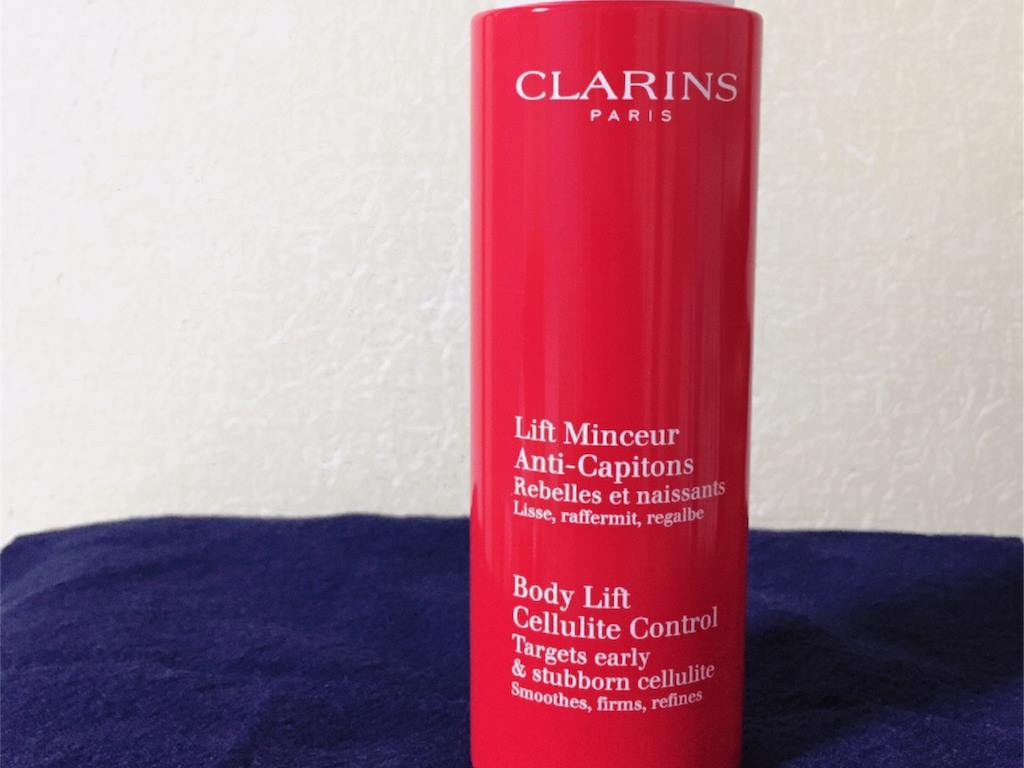 CLARINS
PARIS
Lift Minceur
Anti-Capitons
Rebelles et naissants
Lisse, raffermit, regalbe
Body Lift
Cellulite Control
Targets early
& stubborn cellulite
Smoothes, firms, refines